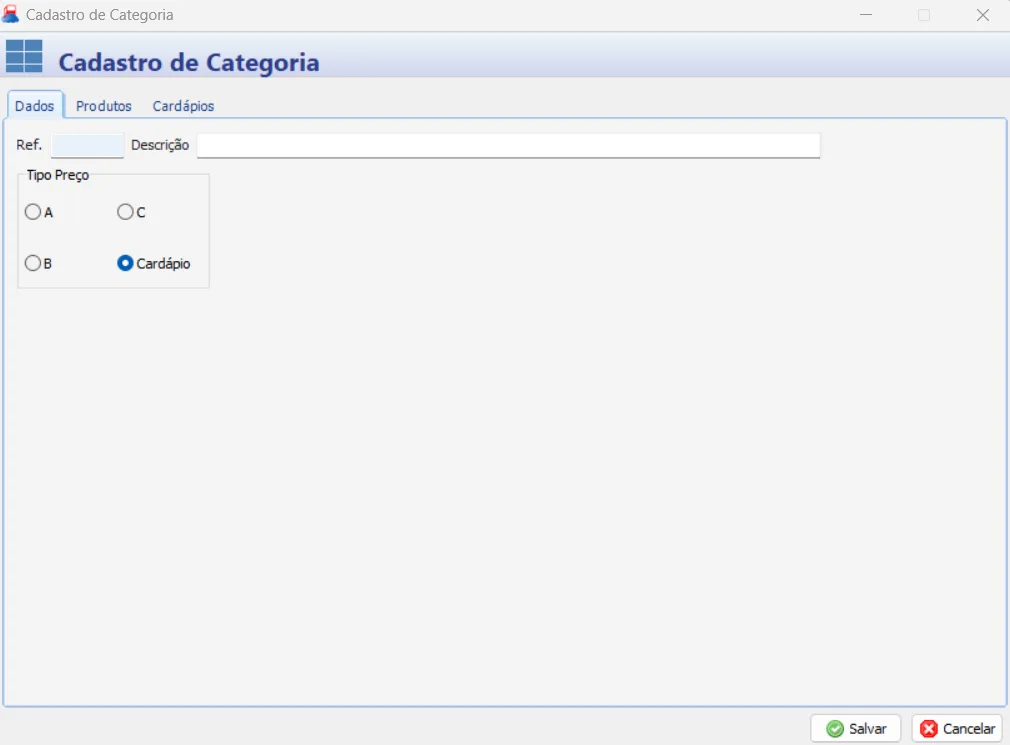 Cadastro de Categoria
Cadastro de Categoria
Dados Produtos Cardápios
Ref. Descrição
Tipo Preço
A C
B Cardápio
Salvar Cancelar